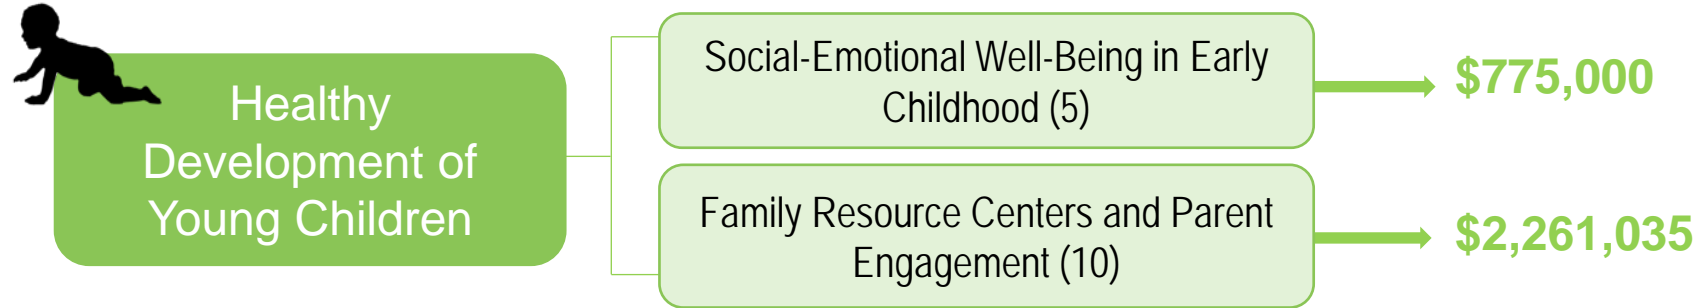 Healthy
Development of
Young Children
Social-Emotional Well-Being in Early
Childhood (5)
$775,000
Family Resource Centers and Parent
Engagement (10)
$2,261,035